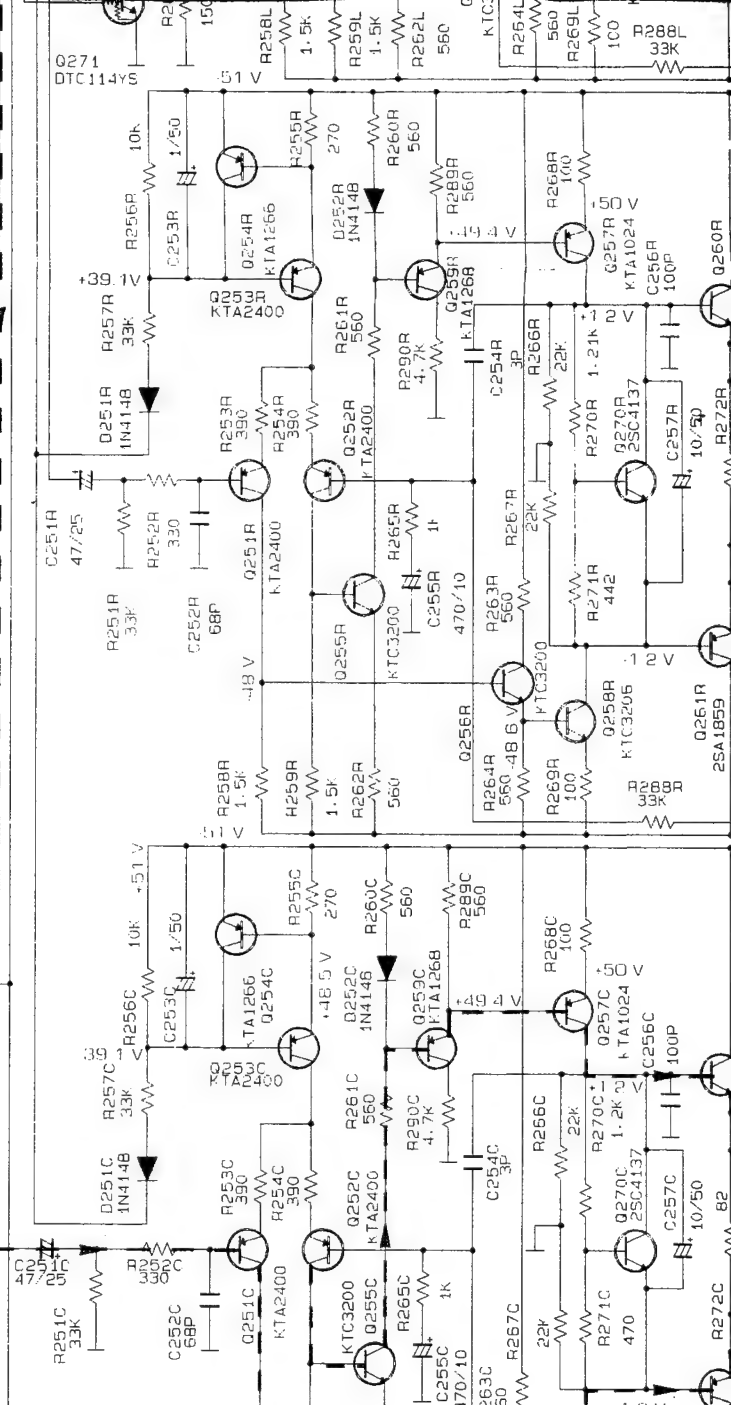 Q271
DTC114YS
R258L
1.5K
R259L
1.5K
R262L
560
R264L
560
R269L
100
R288L
33K
-51 V
10K
1/50
R256R
C253R
Q254R
KTA1266
R255R
270
R260R
560
D252R
1N4148
R289R
560
R268R
100
+50 V
+49.4 V
Q257R
KTA1024
C256R
100P
Q260R
+39.1V
R257R
33K
D251R
1N4148
Q253R
KTA2400
R261R
560
Q259R
KTA1268
R290R
4.7K
C254R
3P
R266R
22K
+1.2 V
1.21K
R270R
Q270R
2SC4137
C257R
10/50
R272R
R253R
390
R254R
390
Q252R
KTA2400
C251R
47/25
R252R
330
R251R
33K
C252R
68P
Q251R
KTA2400
R265R
1K
C255R
470/10
R267R
22K
R263R
560
R271R
442
Q255R
KTC3200
-48 V
Q256R
KTC3200
-48.6 V
Q258R
KTC3206
-1.2 V
Q261R
2SA1859
R258R
1.5K
R259R
1.5K
R262R
560
R264R
560
R269R
100
R288R
33K
-51 V
+51 V
10K
1/50
R256C
C253C
KTA1266
Q254C
R255C
270
+48.5 V
R260C
560
D252C
1N4148
R289C
560
Q259C
KTA1268
R268C
100
+50 V
+49.4 V
Q257C
KTA1024
C256C
100P
39.1 V
R257C
33K
Q253C
KTA2400
D251C
1N4148
R261C
560
R290C
4.7K
C254C
3P
R266C
22K
R270C
1.2K
Q270C
2SC4137
C257C
10/50
82
R272C
R253C
390
R254C
390
Q252C
KTA2400
C251C
47/25
R252C
330
R251C
33K
C252C
68P
Q251C
KTA2400
KTC3200
Q255C
R265C
1K
C255C
470/10
R267C
22K
R271C
470